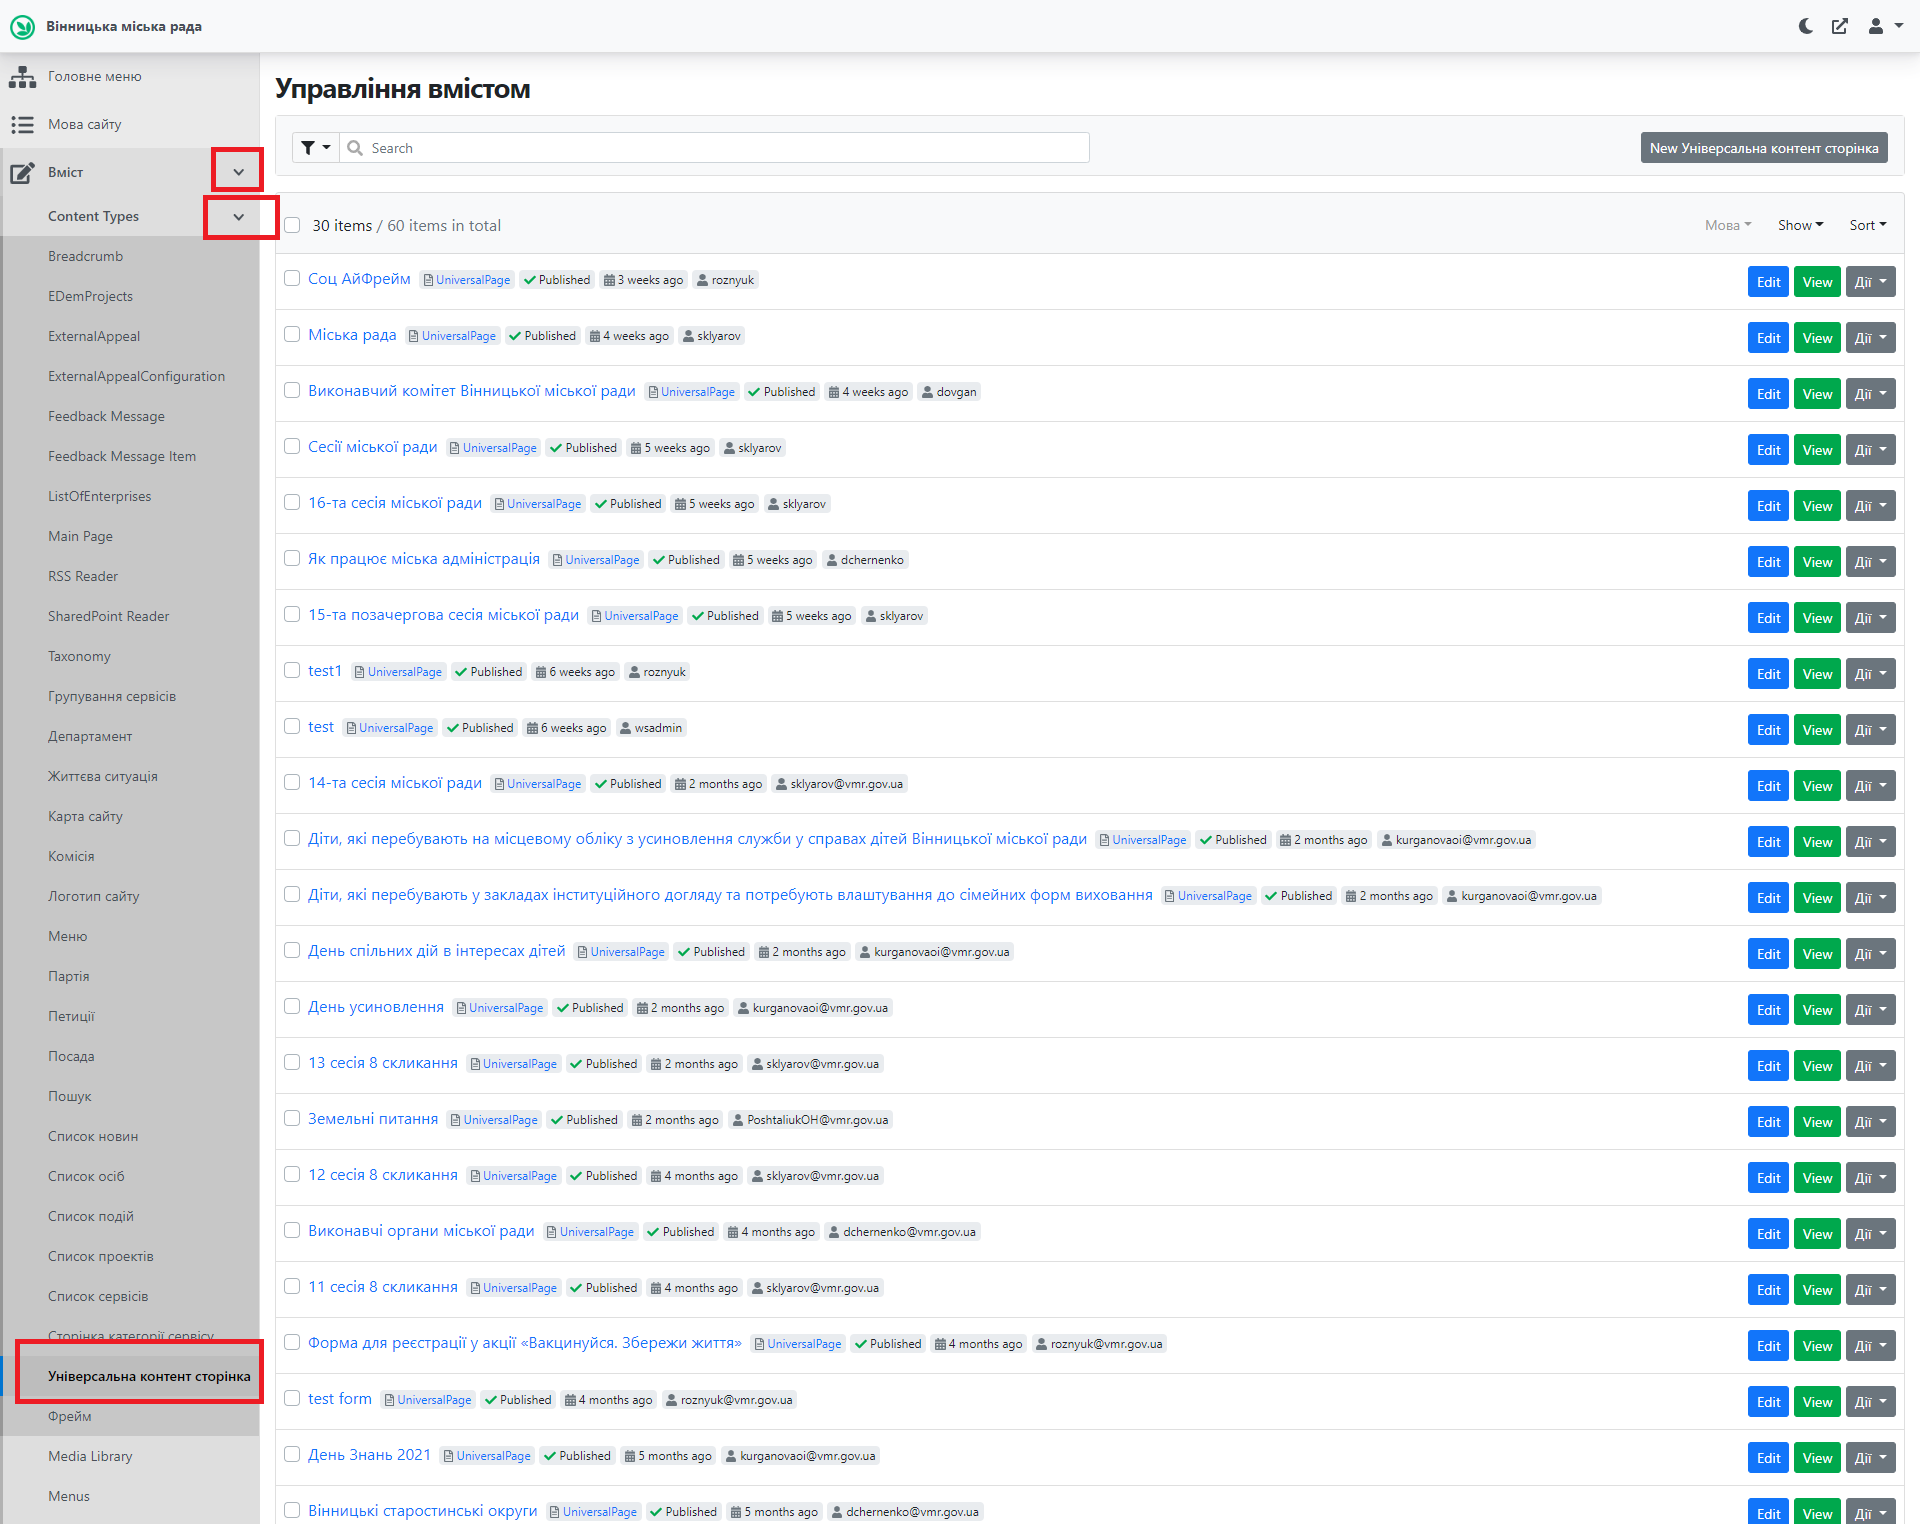 Вінницька міська рада
Головне меню
Мова сайту
Вміст
Content Types
Breadcrumb
EDemProjects
ExternalAppeal
ExternalAppealConfiguration
Feedback Message
Feedback Message Item
ListOfEnterprises
Main Page
RSS Reader
SharedPoint Reader
Taxonomy
Групування сервісів
Департамент
Життєва ситуація
Карта сайту
Комісія
Логотип сайту
Меню
Партія
Петиції
Посада
Пошук
Список новин
Список осіб
Список подій
Список проектів
Список сервісів
Сторінка категорії сервісу
Універсальна контент сторінка
Фрейм
Media Library
Menus
Управління вмістом
Search
New Універсальна контент сторінка
30 items / 60 items in total Мова Show Sort
Соц АйФрейм UniversalPage Published 3 weeks ago roznyuk Edit View Дії
Міська рада UniversalPage Published 4 weeks ago sklyarov Edit View Дії
Виконавчий комітет Вінницької міської ради UniversalPage Published 4 weeks ago dovgan Edit View Дії
Сесії міської ради UniversalPage Published 5 weeks ago sklyarov Edit View Дії
16-та сесія міської ради UniversalPage Published 5 weeks ago sklyarov Edit View Дії
Як працює міська адміністрація UniversalPage Published 5 weeks ago dchernenko Edit View Дії
15-та позачергова сесія міської ради UniversalPage Published 5 weeks ago sklyarov Edit View Дії
test1 UniversalPage Published 6 weeks ago roznyuk Edit View Дії
test UniversalPage Published 6 weeks ago wsadmin Edit View Дії
14-та сесія міської ради UniversalPage Published 2 months ago sklyarov@vmr.gov.ua Edit View Дії
Діти, які перебувають на місцевому обліку з усиновлення служби у справах дітей Вінницької міської ради UniversalPage Published 2 months ago kurganovaoi@vmr.gov.ua Edit View Дії
Діти, які перебувають у закладах інституційного догляду та потребують влаштування до сімейних форм виховання UniversalPage Published 2 months ago kurganovaoi@vmr.gov.ua Edit View Дії
День спільних дій в інтересах дітей UniversalPage Published 2 months ago kurganovaoi@vmr.gov.ua Edit View Дії
День усиновлення UniversalPage Published 2 months ago kurganovaoi@vmr.gov.ua Edit View Дії
13 сесія 8 скликання UniversalPage Published 2 months ago sklyarov@vmr.gov.ua Edit View Дії
Земельні питання UniversalPage Published 2 months ago PoshtaliukOH@vmr.gov.ua Edit View Дії
12 сесія 8 скликання UniversalPage Published 4 months ago sklyarov@vmr.gov.ua Edit View Дії
Виконавчі органи міської ради UniversalPage Published 4 months ago dchernenko@vmr.gov.ua Edit View Дії
11 сесія 8 скликання UniversalPage Published 4 months ago sklyarov@vmr.gov.ua Edit View Дії
Форма для реєстрації у акції «Вакцинуйся. Збережи життя» UniversalPage Published 4 months ago roznyuk@vmr.gov.ua Edit View Дії
test form UniversalPage Published 4 months ago roznyuk@vmr.gov.ua Edit View Дії
День Знань 2021 UniversalPage Published 5 months ago kurganovaoi@vmr.gov.ua Edit View Дії
Вінницькі старостинські округи UniversalPage Published 5 months ago dchernenko@vmr.gov.ua Edit View Дії